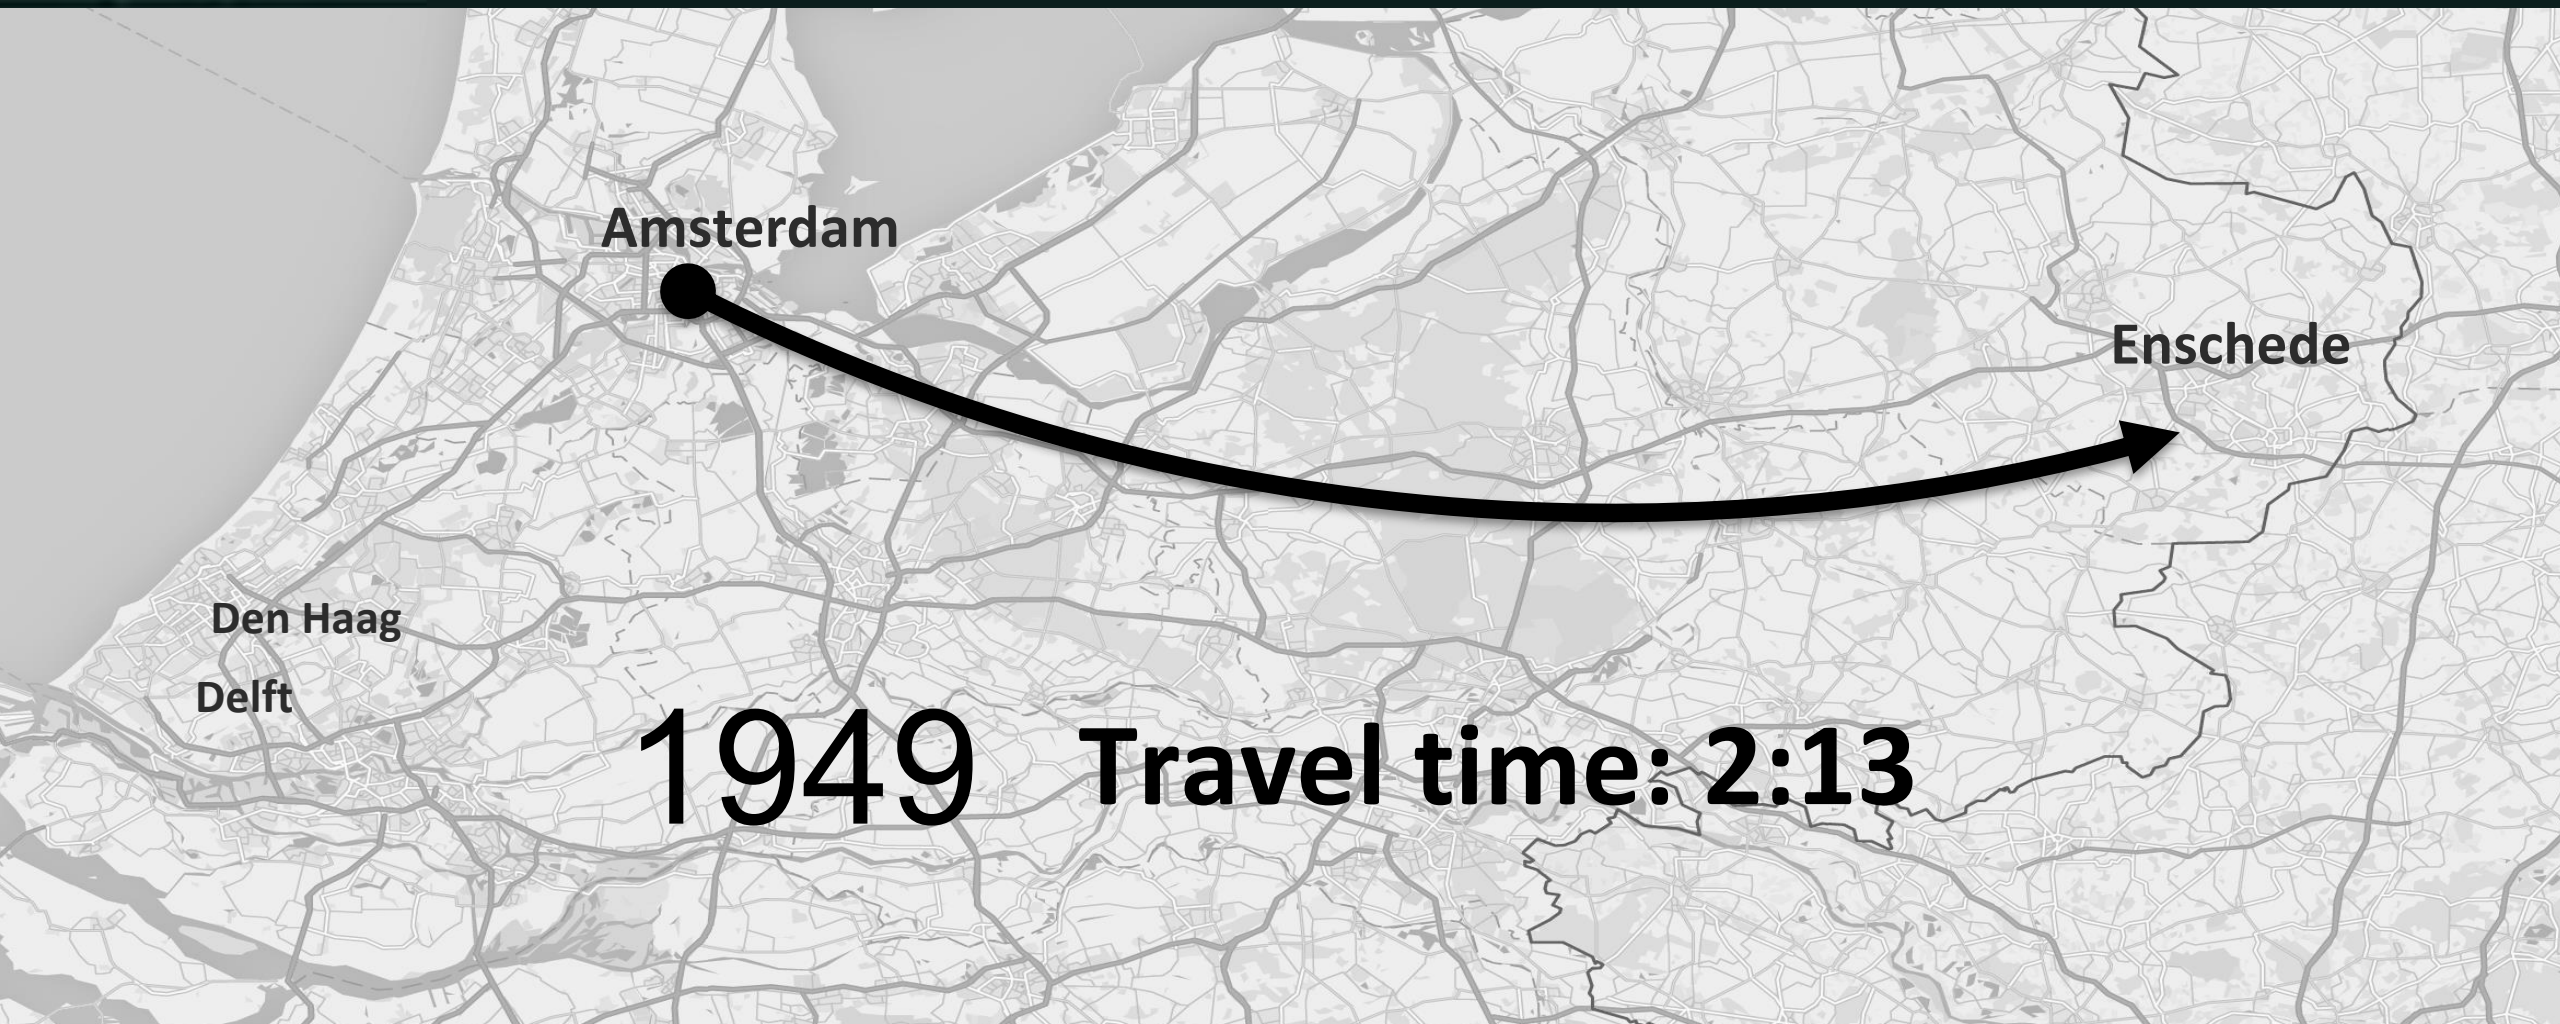 Amsterdam
Enschede
Den Haag
Delft
1949
Travel time: 2:13